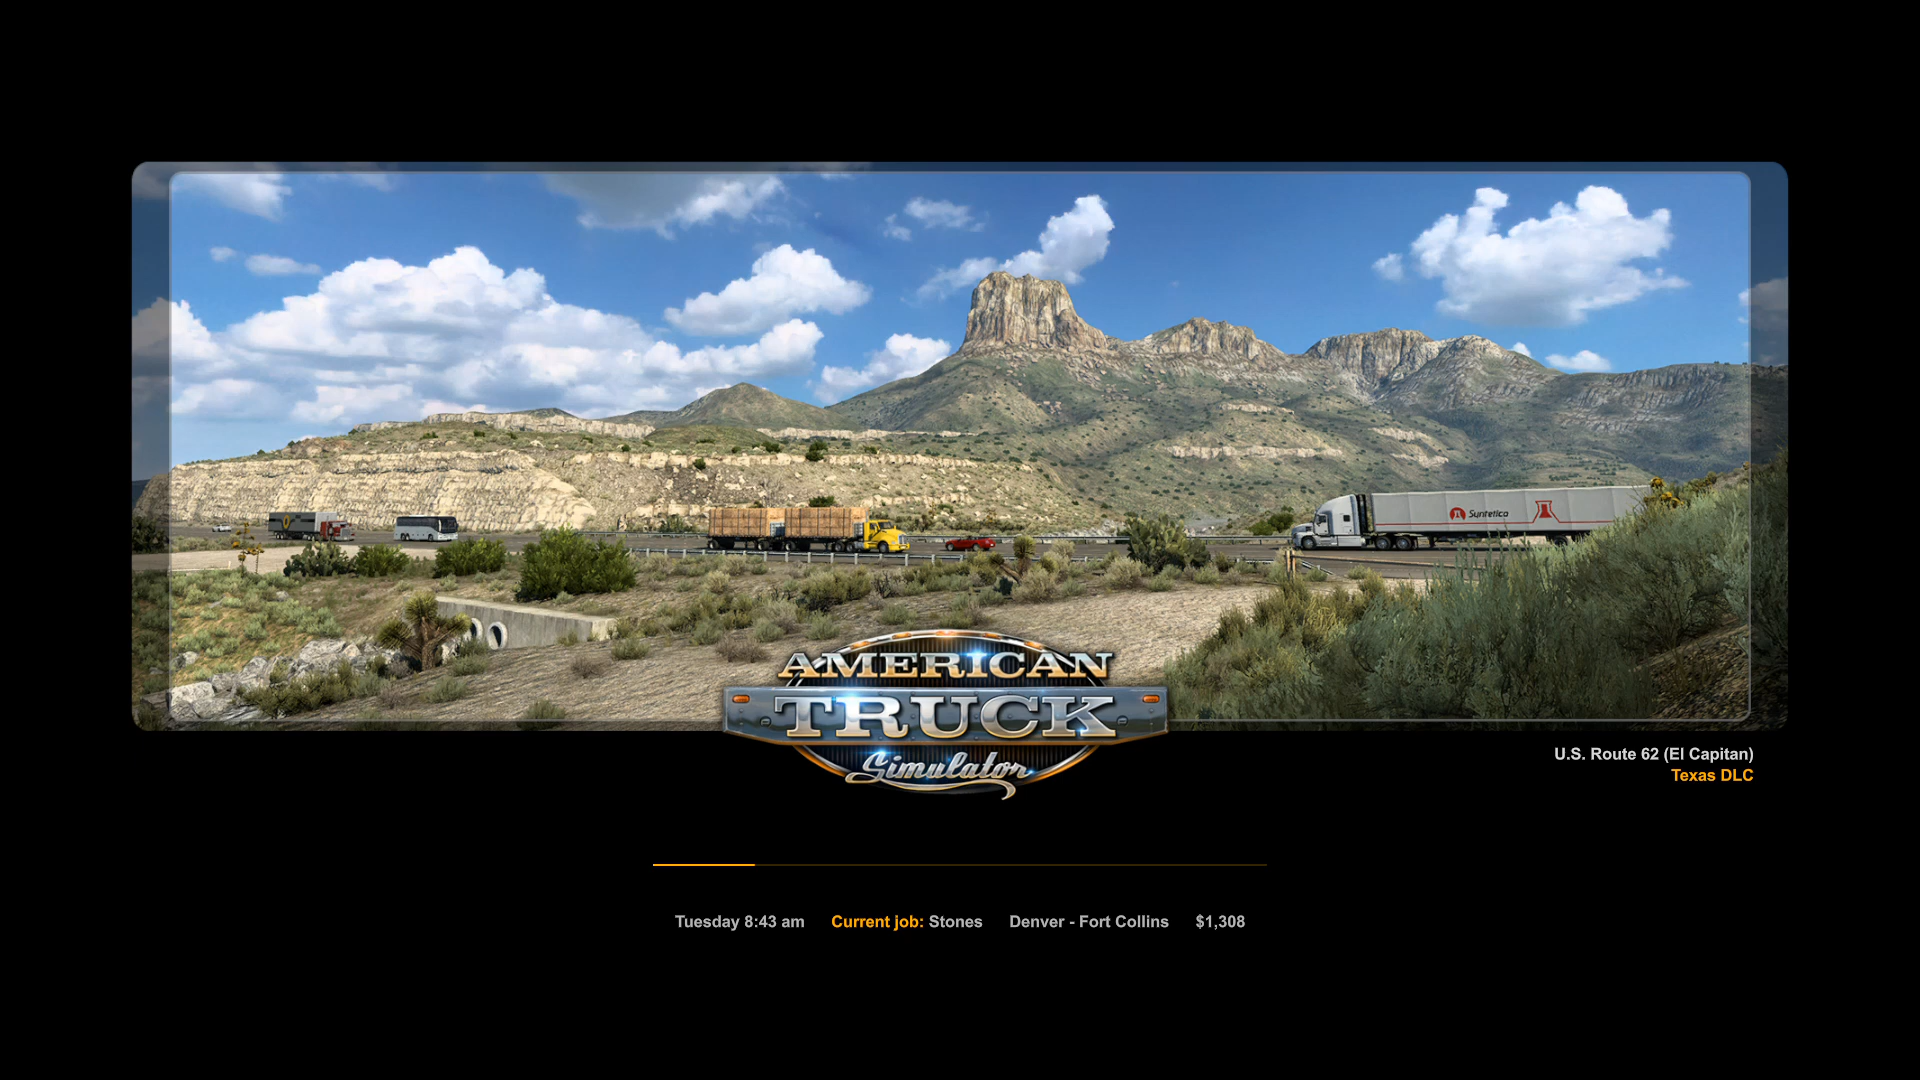 Suntetica
AMERICAN
TRUCK
Simulator
U.S. Route 62 (El Capitan)
Texas DLC
Tuesday 8:43 am Current job: Stones Denver - Fort Collins $1,308